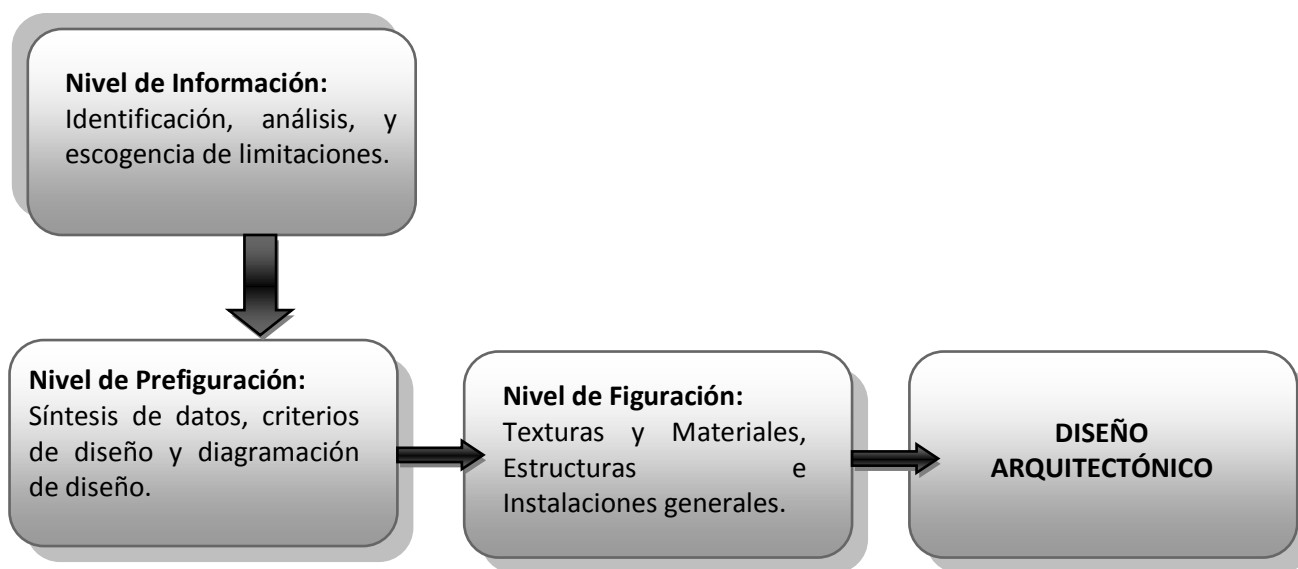 Nivel de Información:
Identificación, análisis, y
escogencia de limitaciones.
Nivel de Prefiguración:
Síntesis de datos, criterios
de diseño y diagramación
de diseño.
Nivel de Figuración:
Texturas y Materiales,
Estructuras e
Instalaciones generales.
DISEÑO
ARQUITECTÓNICO